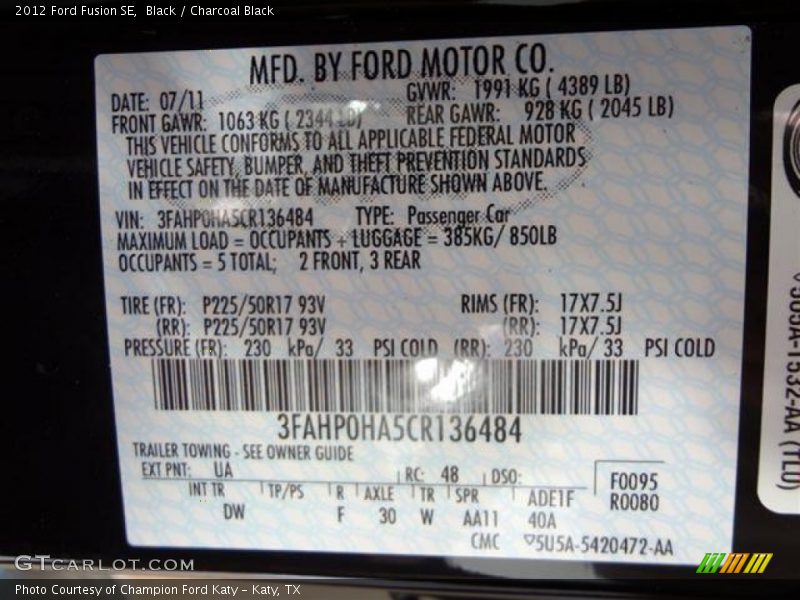 2012 Ford Fusion SE,  Black / Charcoal Black
MFD. BY FORD MOTOR CO.
DATE: 07/11    GVWR: 1991 KG ( 4389 LB)
FRONT GAWR: 1063 KG ( 2344 LB)    REAR GAWR: 928 KG ( 2045 LB)
THIS VEHICLE CONFORMS TO ALL APPLICABLE FEDERAL MOTOR
VEHICLE SAFETY, BUMPER, AND THEFT PREVENTION STANDARDS
IN EFFECT ON THE DATE OF MANUFACTURE SHOWN ABOVE.
VIN: 3FAHP0HA5CR136484    TYPE: Passenger Car
MAXIMUM LOAD = OCCUPANTS + LUGGAGE = 385KG/ 850LB
OCCUPANTS = 5 TOTAL;  2 FRONT, 3 REAR
TIRE (FR): P225/50R17 93V    RIMS (FR): 17X7.5J
(RR): P225/50R17 93V    (RR): 17X7.5J
PRESSURE (FR): 230 kPa/ 33 PSI COLD (RR): 230 kPa/ 33 PSI COLD
3FAHP0HA5CR136484
TRAILER TOWING - SEE OWNER GUIDE
EXT PNT: UA    RC: 48    DSO:    F0095
INT TR    TP/PS    R    AXLE    TR    SPR    ADE1F    R0080
DW    F    30    W    AA11    40A
CMC    ▽5U5A-5420472-AA
GTCARLOT.COM
Photo Courtesy of Champion Ford Katy – Katy, TX